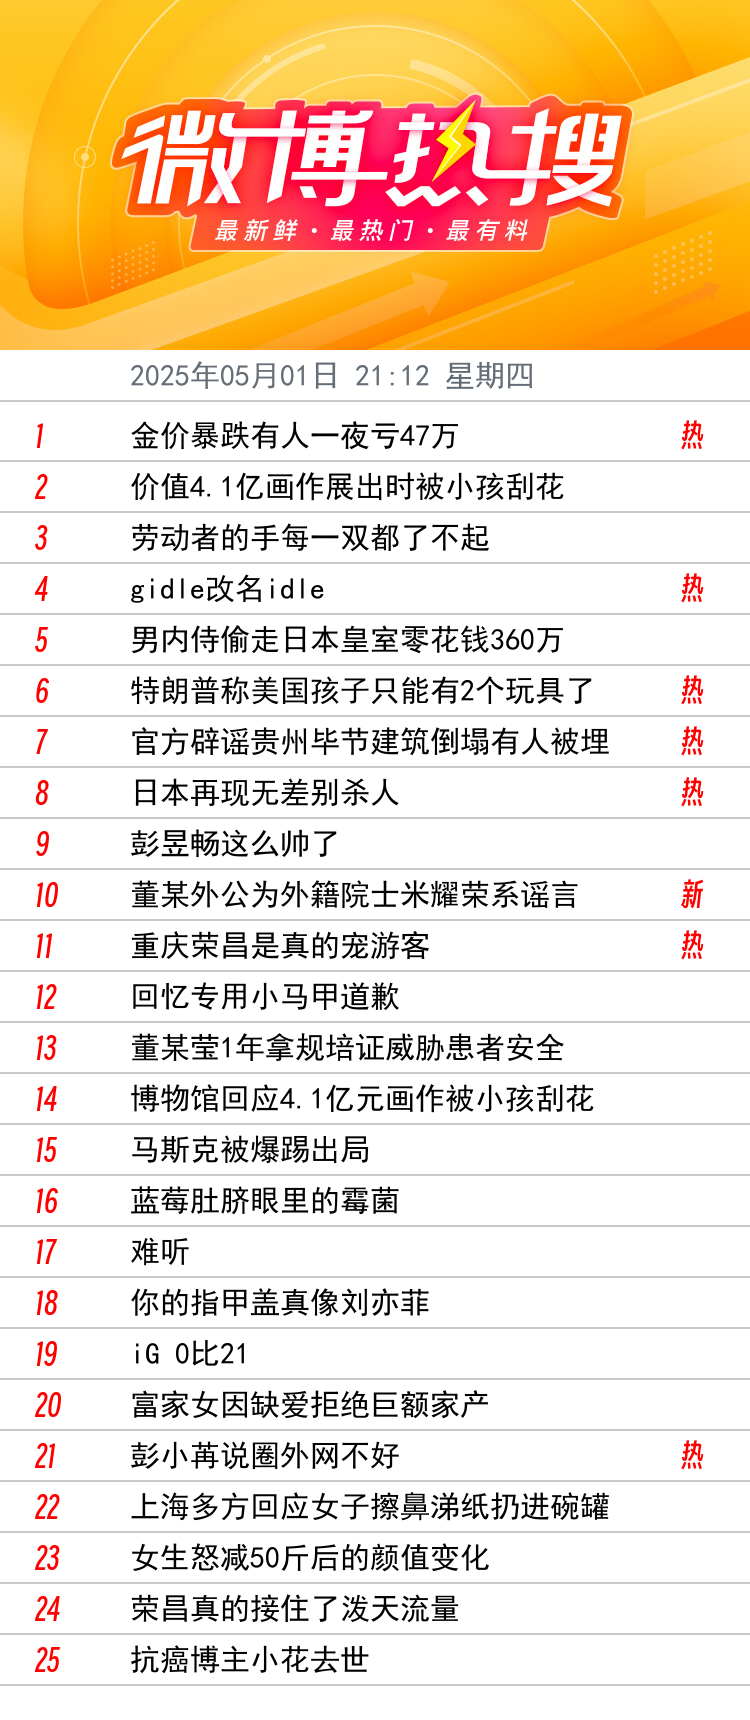 微博热搜
最新鲜·最热门·最有料
2025年05月01日 21:12 星期四
1 金价暴跌有人一夜亏47万 热
2 价值4.1亿画作展出时被小孩刮花
3 劳动者的手每一双都了不起
4 gidle改名idle 热
5 男内侍偷走日本皇室零花钱360万
6 特朗普称美国孩子只能有2个玩具了 热
7 官方辟谣贵州毕节建筑倒塌有人被埋 热
8 日本再现无差别杀人 热
9 彭昱畅这么帅了
10 董某外公为外籍院士米耀荣系谣言 新
11 重庆荣昌是真的宠游客 热
12 回忆专用小马甲道歉
13 董某莹1年拿规培证威胁患者安全
14 博物馆回应4.1亿元画作被小孩刮花
15 马斯克被爆踢出局
16 蓝莓肚脐眼里的霉菌
17 难听
18 你的指甲盖真像刘亦菲
19 iG 0比21
20 富家女因缺爱拒绝巨额家产
21 彭小苒说圈外网不好 热
22 上海多方回应女子擦鼻涕纸扔进碗罐
23 女生怒减50斤后的颜值变化
24 荣昌真的接住了泼天流量
25 抗癌博主小花去世